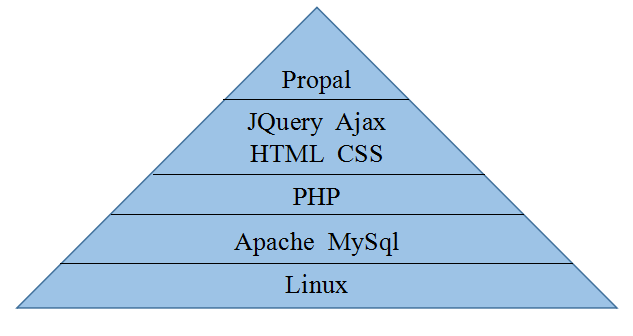 Propal
JQuery Ajax
HTML CSS
PHP
Apache MySql
Linux